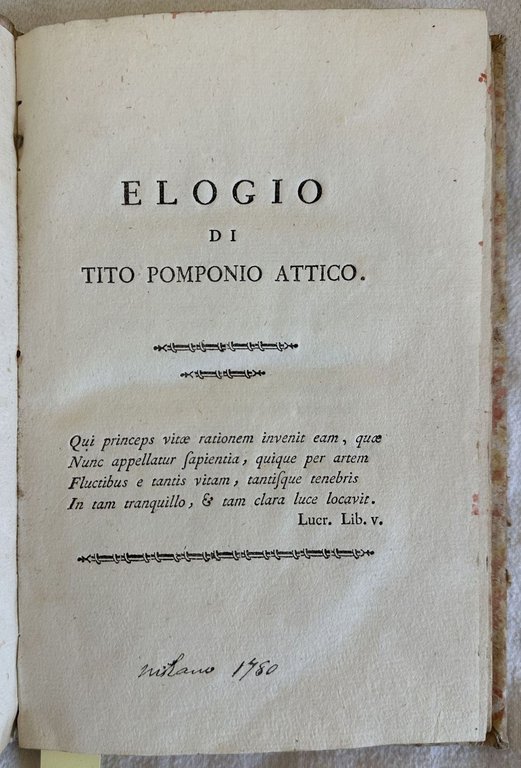 ELOGIO
DI
TITO POMPONIO ATTICO.
Qui princeps vitæ rationem invenit eam, quæ
Nunc appellatur ſapientia, quique per artem
Fluctibus e tantis vitam, tantiſque tenebris
In tam tranquillo, & tam clara luce locavit.
Lucr. Lib. v.
Milano 1780